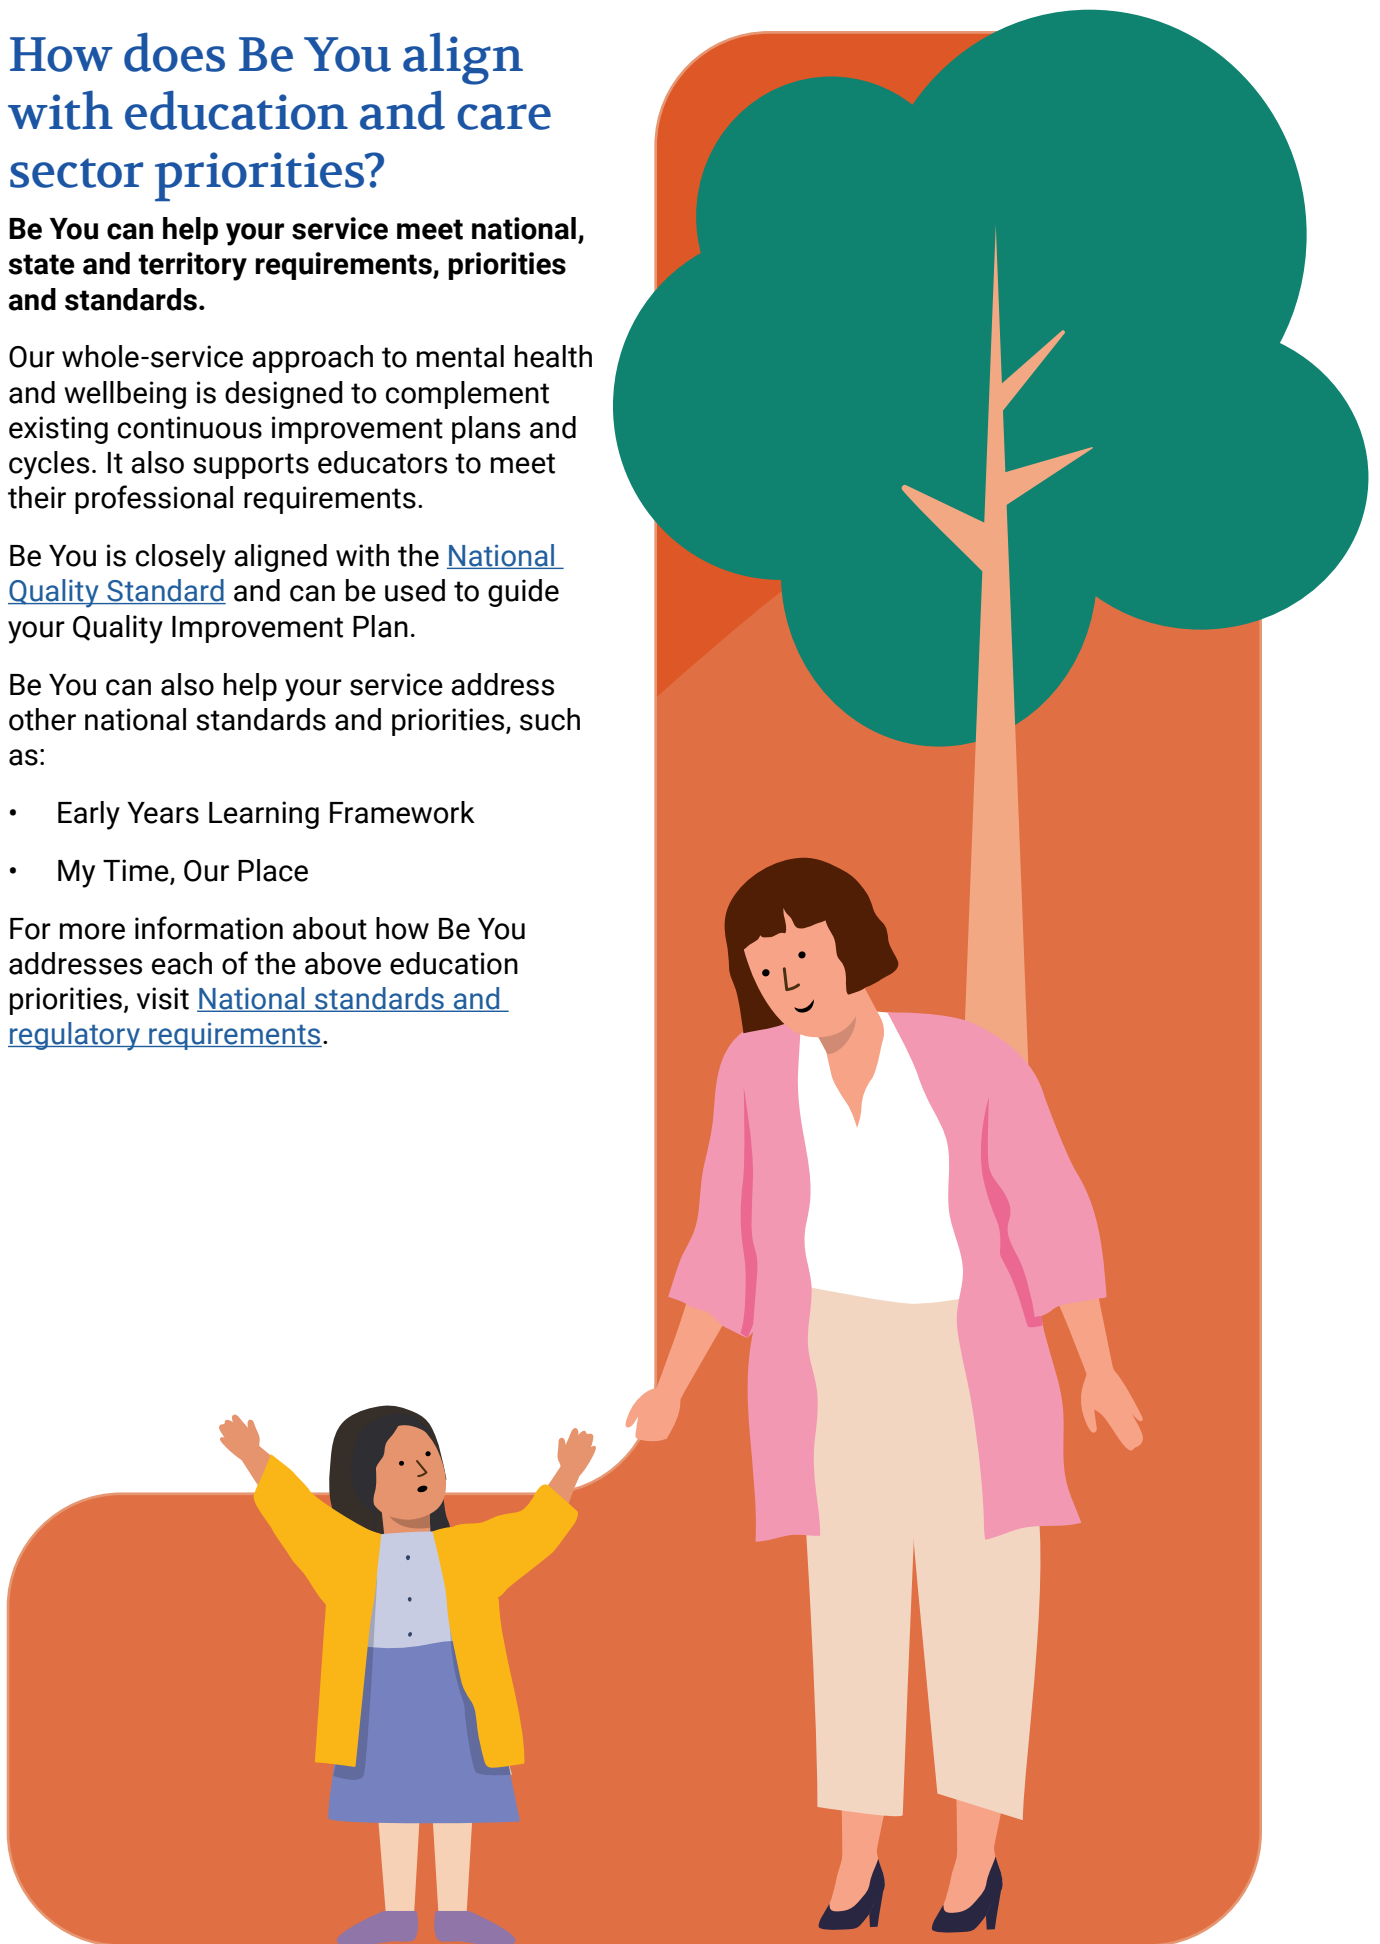 How does Be You align
with education and care
sector priorities?
Be You can help your service meet national,
state and territory requirements, priorities
and standards.
Our whole-service approach to mental health
and wellbeing is designed to complement
existing continuous improvement plans and
cycles. It also supports educators to meet
their professional requirements.
Be You is closely aligned with the National
Quality Standard and can be used to guide
your Quality Improvement Plan.
Be You can also help your service address
other national standards and priorities, such
as:
• Early Years Learning Framework
• My Time, Our Place
For more information about how Be You
addresses each of the above education
priorities, visit National standards and
regulatory requirements.